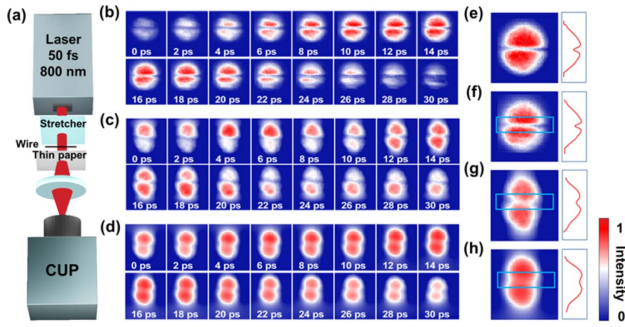 (a)
Laser
50 fs
800 nm
Stretcher
Wire
Thin paper
CUP
(b)
0 ps 2 ps 4 ps 6 ps 8 ps 10 ps 12 ps 14 ps
16 ps 18 ps 20 ps 22 ps 24 ps 26 ps 28 ps 30 ps
(c)
0 ps 2 ps 4 ps 6 ps 8 ps 10 ps 12 ps 14 ps
16 ps 18 ps 20 ps 22 ps 24 ps 26 ps 28 ps 30 ps
(d)
0 ps 2 ps 4 ps 6 ps 8 ps 10 ps 12 ps 14 ps
16 ps 18 ps 20 ps 22 ps 24 ps 26 ps 28 ps 30 ps
(e)
(f)
(g)
(h)
1
Intensity
0